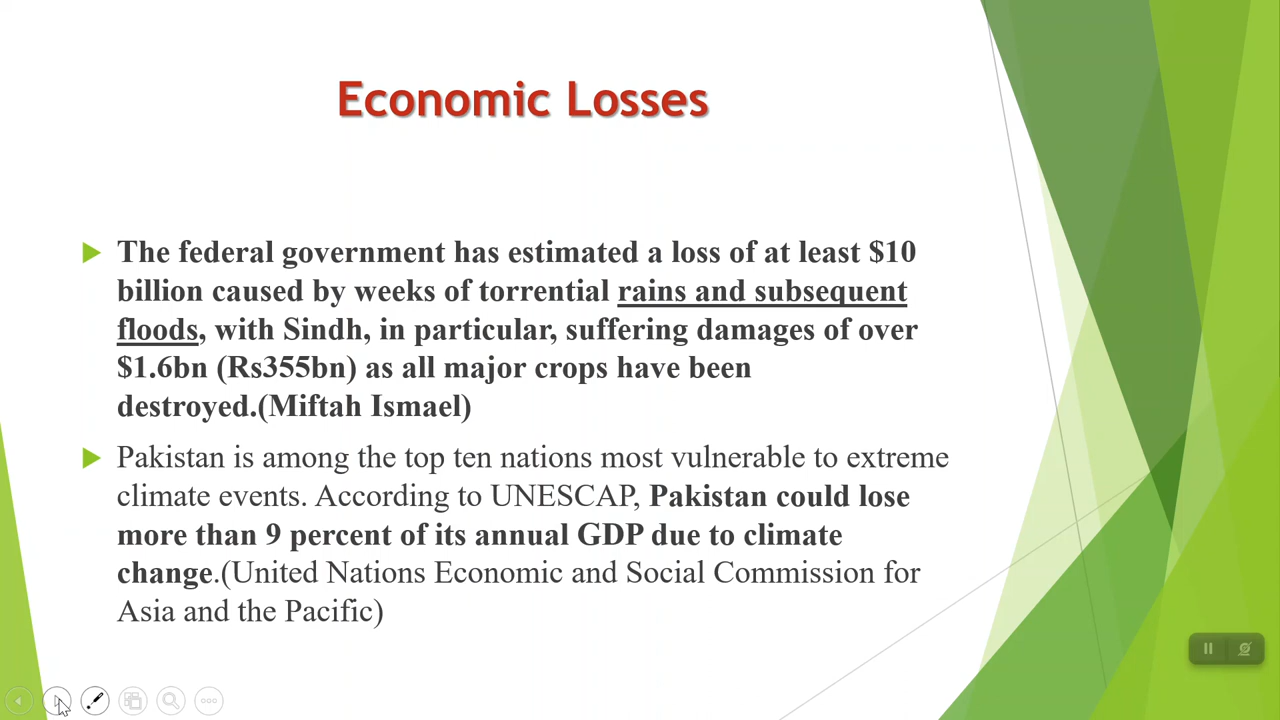 Economic Losses
The federal government has estimated a loss of at least $10
billion caused by weeks of torrential rains and subsequent
floods, with Sindh, in particular, suffering damages of over
$1.6bn (Rs355bn) as all major crops have been
destroyed.(Miftah Ismael)
Pakistan is among the top ten nations most vulnerable to extreme
climate events. According to UNESCAP, Pakistan could lose
more than 9 percent of its annual GDP due to climate
change.(United Nations Economic and Social Commission for
Asia and the Pacific)